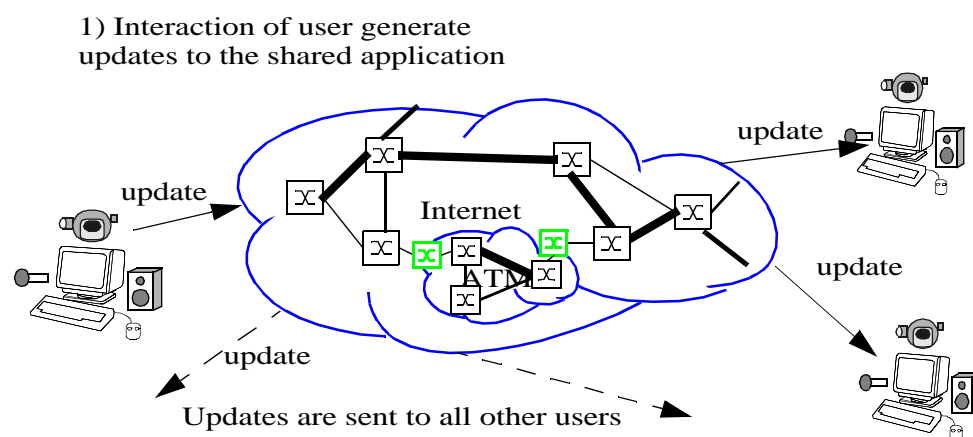 1) Interaction of user generate
updates to the shared application
update
update
Internet
update
ATM
update
Updates are sent to all other users